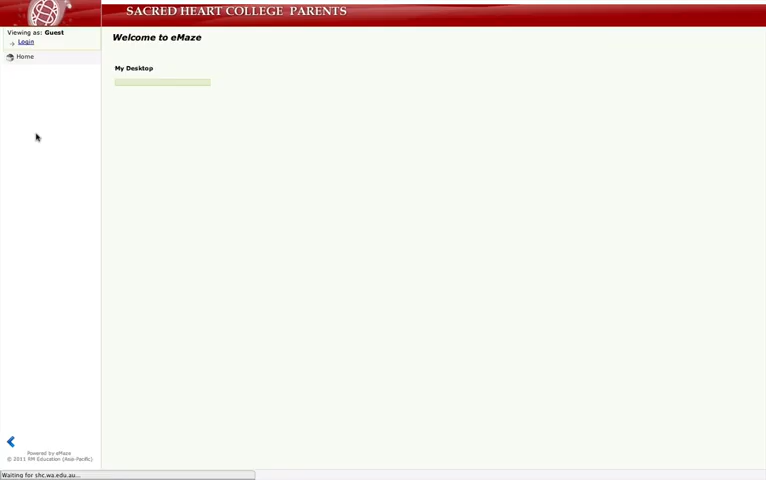 SACRED HEART COLLEGE PARENTS
Viewing as: Guest
Login
Home
Welcome to eMaze
My Desktop
Powered by eMaze
© 2011 RM Education (Asia-Pacific)
Waiting for shc.wa.edu.au...